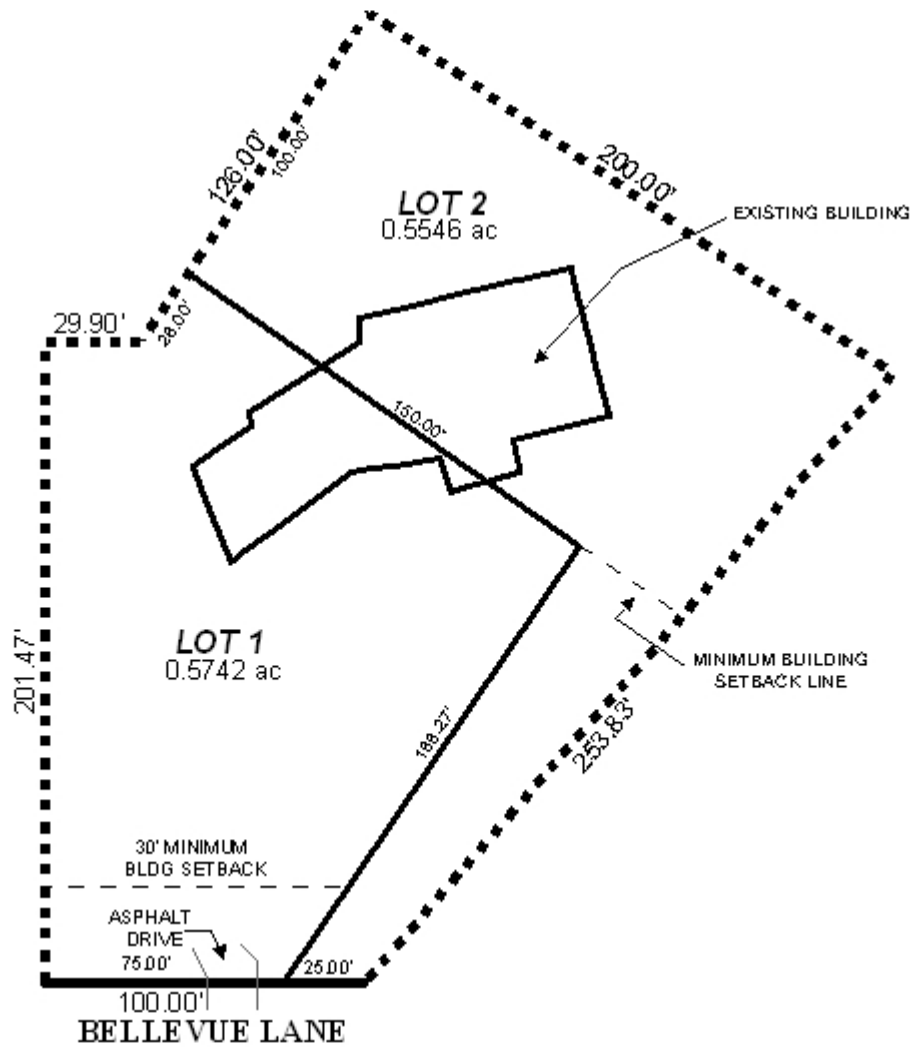 126.00'
100.00'
200.00'
LOT 2
0.5546 ac
EXISTING BUILDING
29.90'
26.00'
150.00'
201.47'
LOT 1
0.5742 ac
MINIMUM BUILDING
SETBACK LINE
188.27'
253.83'
30' MINIMUM
BLDG SETBACK
ASPHALT
DRIVE
75.00'
25.00'
100.00'
BELLEVUE LANE